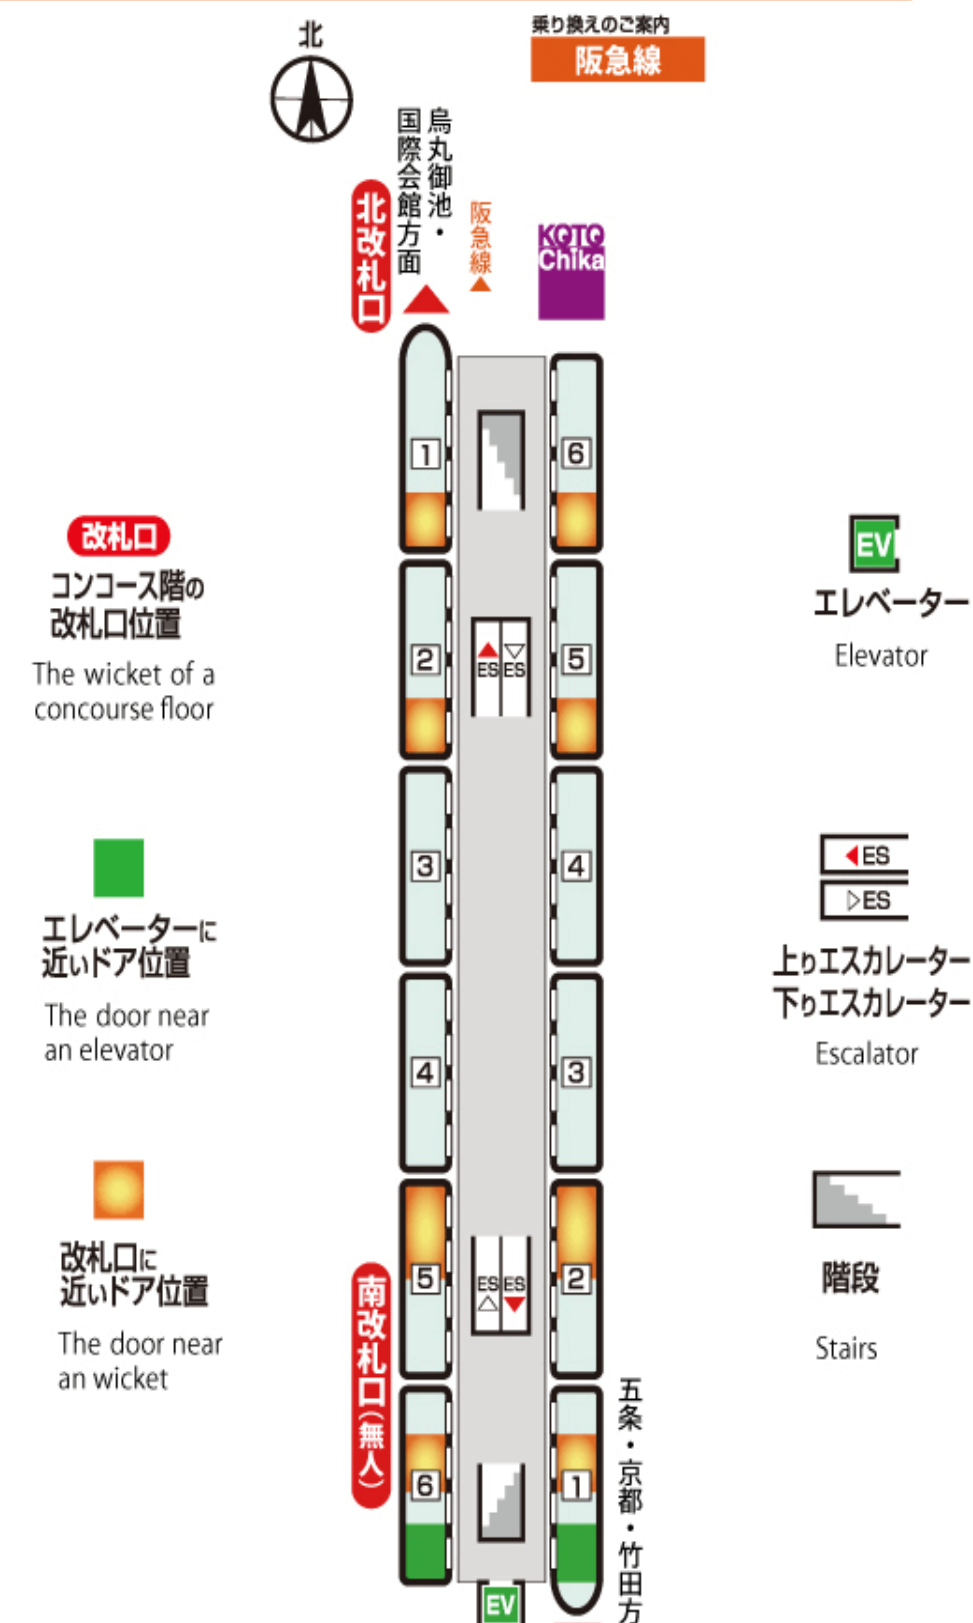 北
乗り換えのご案内
阪急線
烏丸御池・
国際会館方面
北改札口
阪急線
KOTO
Chika
1
6
2
5
ES ES
3
4
4
3
5
2
ES ES
6
1
EV
南改札口(無人)
五条・京都・竹田方
改札口
コンコース階の
改札口位置
The wicket of a
concourse floor
エレベーターに
近いドア位置
The door near
an elevator
改札口に
近いドア位置
The door near
an wicket
EV
エレベーター
Elevator
ES
ES
上りエスカレーター
下りエスカレーター
Escalator
階段
Stairs